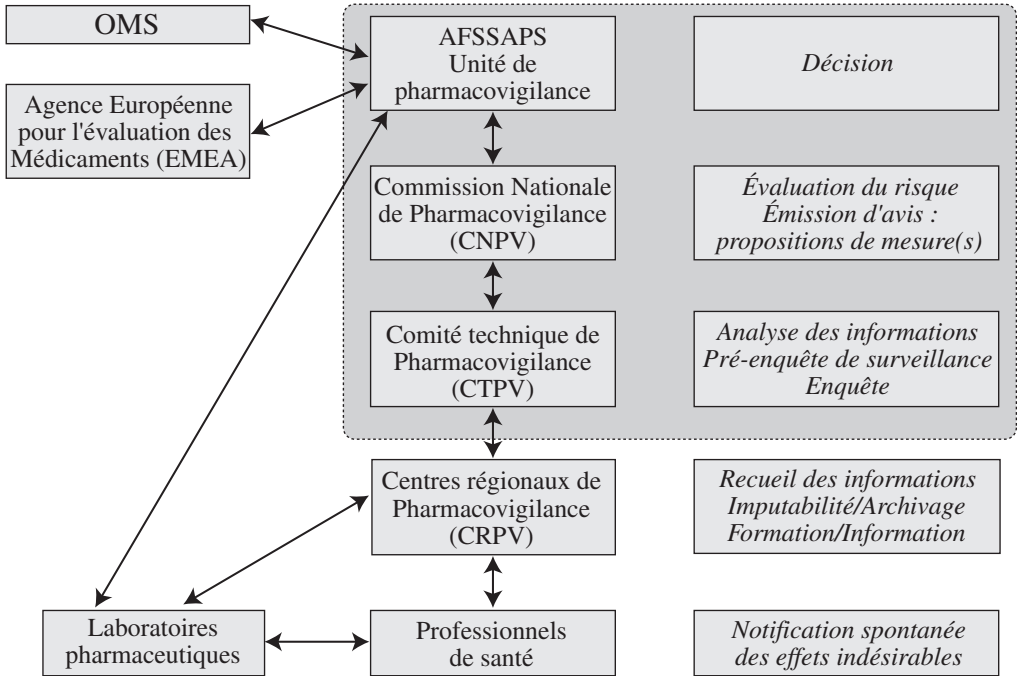 OMS
AFSSAPS
Unité de
pharmacovigilance
Décision
Agence Européenne
pour l'évaluation des
Médicaments (EMEA)
Commission Nationale
de Pharmacovigilance
(CNPV)
Évaluation du risque
Émission d'avis :
propositions de mesure(s)
Comité technique de
Pharmacovigilance
(CTPV)
Analyse des informations
Pré-enquête de surveillance
Enquête
Centres régionaux de
Pharmacovigilance
(CRPV)
Recueil des informations
Imputabilité/Archivage
Formation/Information
Laboratoires
pharmaceutiques
Professionnels
de santé
Notification spontanée
des effets indésirables